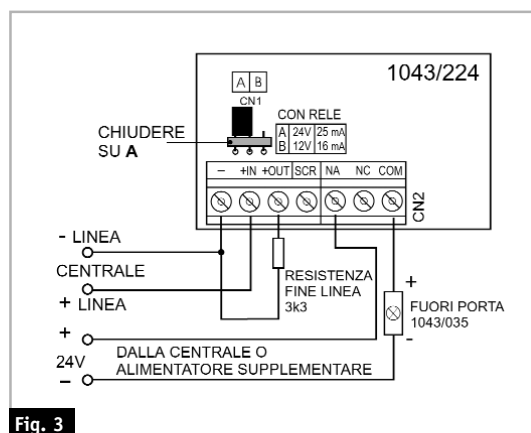 1043/224
A B
CN1
CON RELE
A 24V 25 mA
B 12V 16 mA
CHIUDERE
SU A
– +IN +OUT SCR NA NC COM
CN2
- LINEA
CENTRALE
+ LINEA
RESISTENZA
FINE LINEA
3k3
+
FUORI PORTA
1043/035
-
+
24V
–
DALLA CENTRALE O
ALIMENTATORE SUPPLEMENTARE
Fig. 3